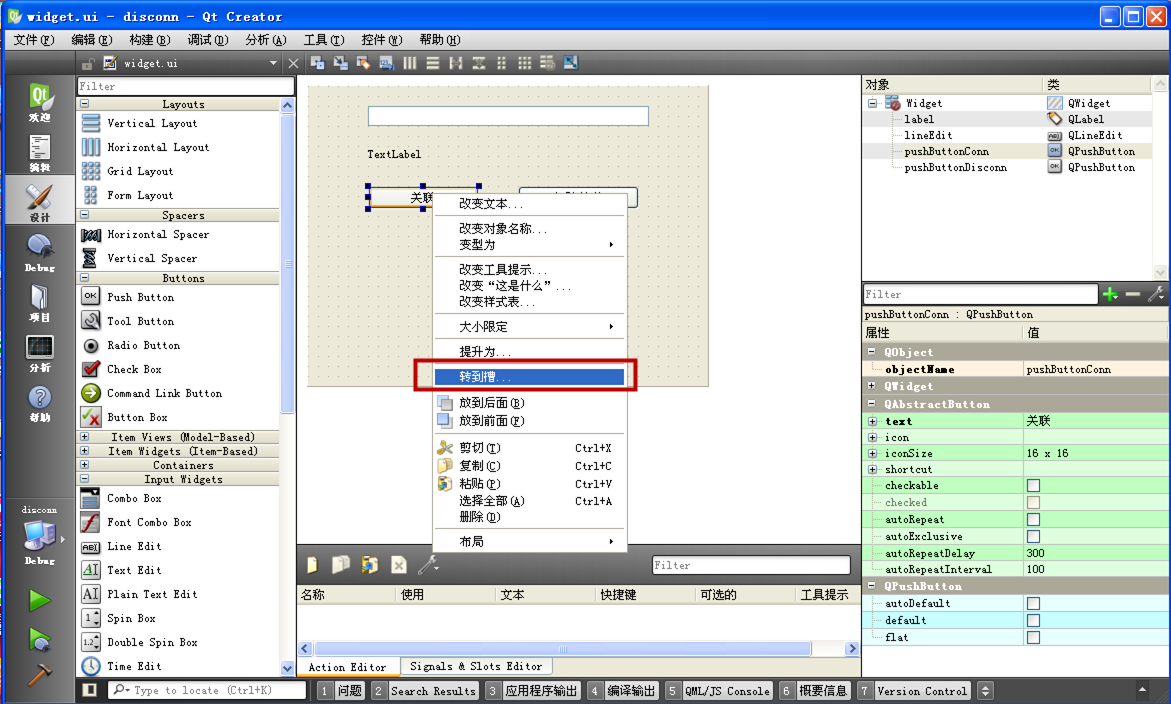 widget.ui - disconn - Qt Creator
文件(F) 编辑(E) 构建(B) 调试(D) 分析(A) 工具(T) 控件(W) 帮助(H)
widget.ui
欢迎
编辑
设计
Debug
项目
分析
帮助
disconn
Debug
Filter
Layouts
Vertical Layout
Horizontal Layout
Grid Layout
Form Layout
Spacers
Horizontal Spacer
Vertical Spacer
Buttons
OK Push Button
Tool Button
Radio Button
Check Box
Command Link Button
Button Box
Item Views (Model-Based)
Item Widgets (Item-Based)
Containers
Input Widgets
Combo Box
Font Combo Box
ABI Line Edit
AI Text Edit
AI Plain Text Edit
1 Spin Box
1.2 Double Spin Box
Time Edit
TextLabel
关联
改变文本...
改变对象名称...
变型为
改变工具提示...
改变“这是什么”...
改变样式表...
大小限定
提升为...
转到槽...
放到后面(B)
放到前面(F)
剪切(T) Ctrl+X
复制(C) Ctrl+C
粘贴(P) Ctrl+V
选择全部(A) Ctrl+A
删除(D)
布局
Filter
名称 使用 文本 快捷键 可选的 工具提示
Action Editor Signals & Slots Editor
对象 类
Widget QWidget
label QLabel
lineEdit ABI QLineEdit
pushButtonConn OK QPushButton
pushButtonDisconn OK QPushButton
Filter
pushButtonConn : QPushButton
属性 值
QObject
objectName pushButtonConn
QWidget
QAbstractButton
text 关联
icon
iconSize 16 x 16
shortcut
checkable
checked
autoRepeat
autoExclusive
autoRepeatDelay 300
autoRepeatInterval 100
QPushButton
autoDefault
default
flat
Type to locate (Ctrl+K) 1 问题 2 Search Results 3 应用程序输出 4 编译输出 5 QML/JS Console 6 概要信息 7 Version Control